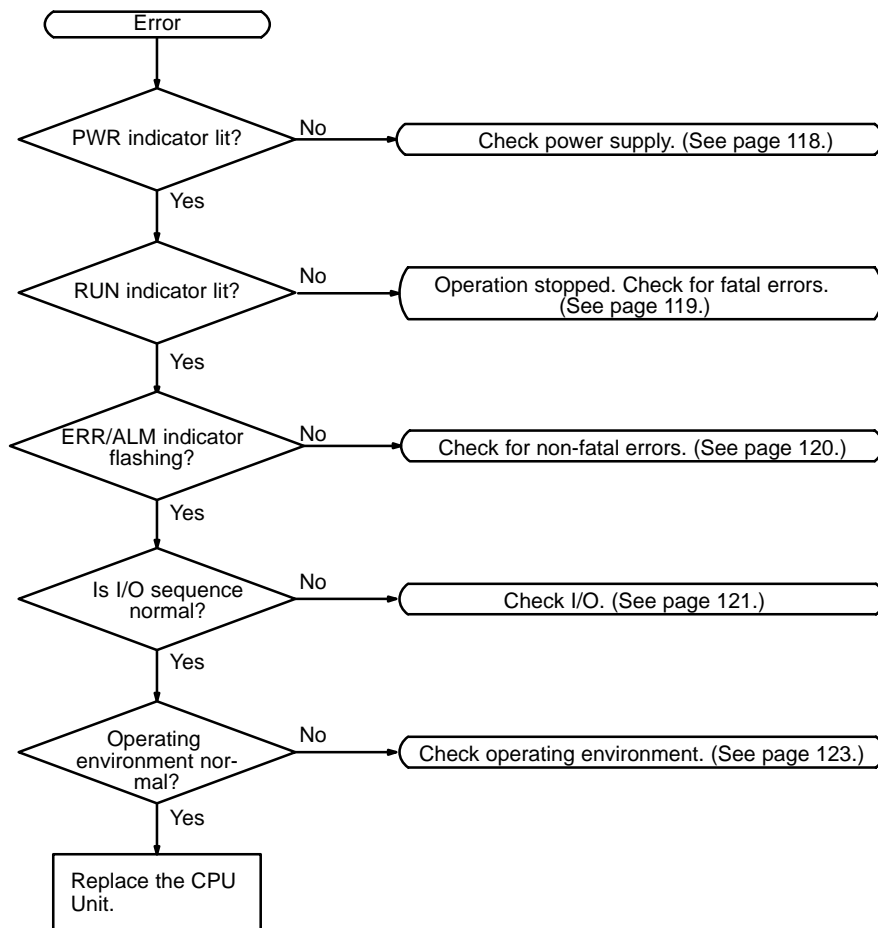 Error
PWR indicator lit?
No
Check power supply. (See page 118.)
Yes
RUN indicator lit?
No
Operation stopped. Check for fatal errors.
(See page 119.)
Yes
ERR/ALM indicator
flashing?
No
Check for non-fatal errors. (See page 120.)
Yes
Is I/O sequence
normal?
No
Check I/O. (See page 121.)
Yes
Operating
environment nor-
mal?
No
Check operating environment. (See page 123.)
Yes
Replace the CPU
Unit.